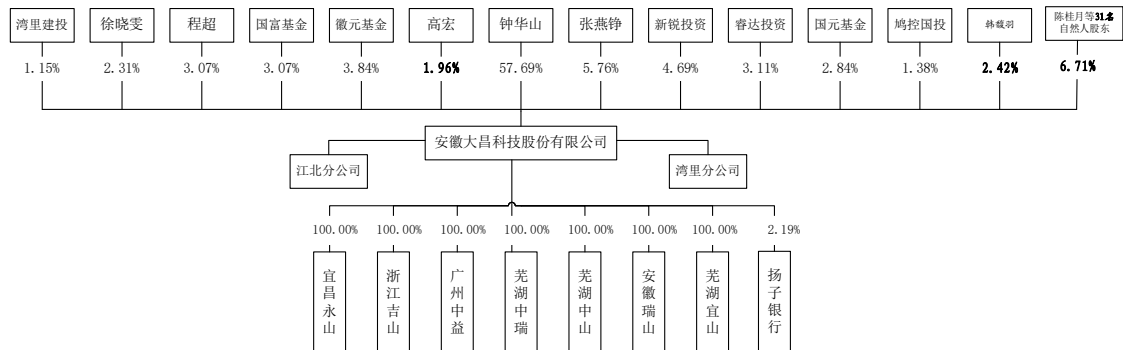 湾里建投
徐晓雯
程超
国富基金
徽元基金
高宏
钟华山
张燕铮
新锐投资
睿达投资
国元基金
鸠控国投
韩馥羽
陈桂月等31名
自然人股东
1.15%
2.31%
3.07%
3.07%
3.84%
1.96%
57.69%
5.76%
4.69%
3.11%
2.84%
1.38%
2.42%
6.71%
安徽大昌科技股份有限公司
江北分公司
湾里分公司
100.00%
100.00%
100.00%
100.00%
100.00%
100.00%
100.00%
2.19%
宜昌永山
浙江吉山
广州中益
芜湖中瑞
芜湖中山
安徽瑞山
芜湖宜山
扬子银行